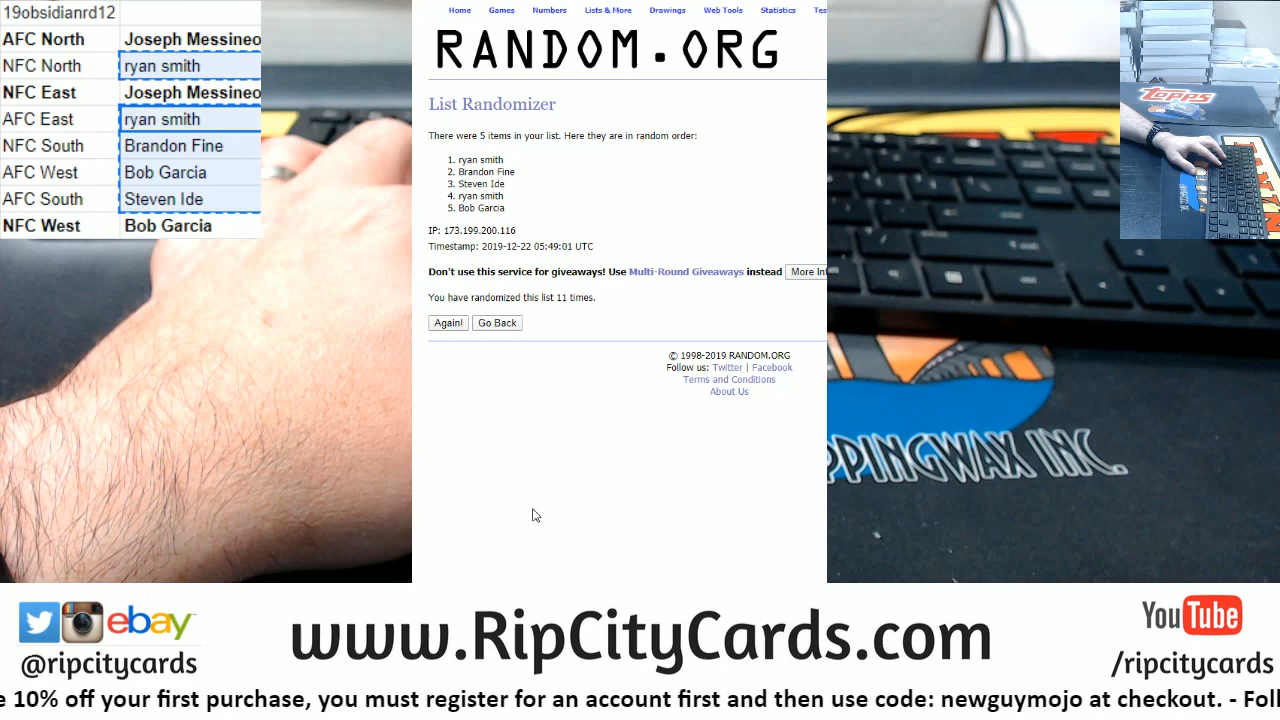 19obsidianrd12
AFC North Joseph Messineo
NFC North ryan smith
NFC East Joseph Messineo
AFC East ryan smith
NFC South Brandon Fine
AFC West Bob Garcia
AFC South Steven Ide
NFC West Bob Garcia
Home Games Numbers Lists & More Drawings Web Tools Statistics Tes
RANDOM.ORG
List Randomizer
There were 5 items in your list. Here they are in random order:
1. ryan smith
2. Brandon Fine
3. Steven Ide
4. ryan smith
5. Bob Garcia
IP: 173.199.200.116
Timestamp: 2019-12-22 05:49:01 UTC
Don't use this service for giveaways! Use Multi-Round Giveaways instead More Inf
You have randomized this list 11 times.
Again! Go Back
© 1998-2019 RANDOM.ORG
Follow us: Twitter | Facebook
Terms and Conditions
About Us
topps
PPINGWAX INC.
ebay
@ripcitycards
www.RipCityCards.com
YouTube
/ripcitycards
e 10% off your first purchase, you must register for an account first and then use code: newguymojo at checkout. - Foll